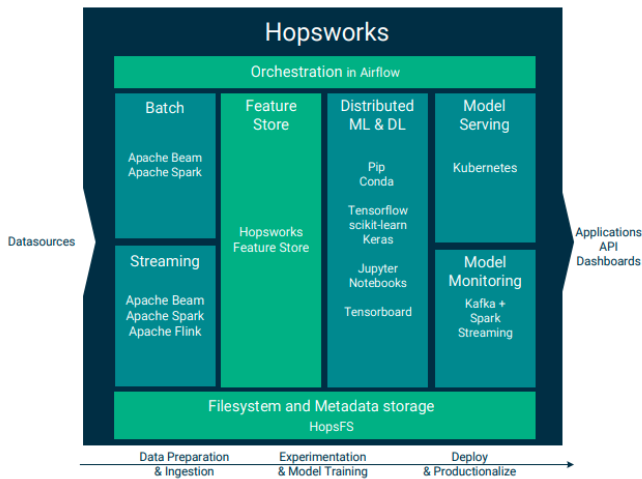 Hopsworks
Orchestration in Airflow
Batch
Apache Beam
Apache Spark
Streaming
Apache Beam
Apache Spark
Apache Flink
Feature
Store
Hopsworks
Feature Store
Distributed
ML & DL
Pip
Conda
Tensorflow
scikit-learn
Keras
Jupyter
Notebooks
Tensorboard
Model
Serving
Kubernetes
Model
Monitoring
Kafka +
Spark
Streaming
Datasources
Applications
API
Dashboards
Filesystem and Metadata storage
HopsFS
Data Preparation
& Ingestion
Experimentation
& Model Training
Deploy
& Productionalize